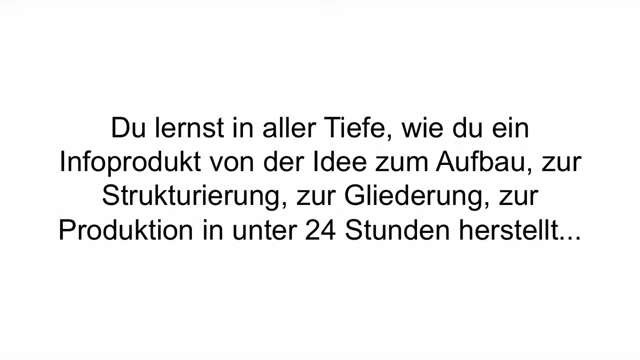 Du lernst in aller Tiefe, wie du ein
Infoprodukt von der Idee zum Aufbau, zur
Strukturierung, zur Gliederung, zur
Produktion in unter 24 Stunden herstellt...